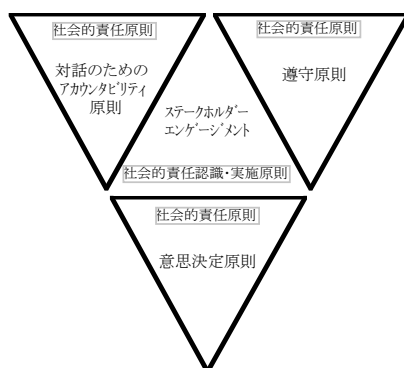 社会的責任原則
対話のための
アカウンタビリティ
原則
社会的責任原則
遵守原則
ステークホルダー
エンゲージメント
社会的責任認識・実施原則
社会的責任原則
意思決定原則